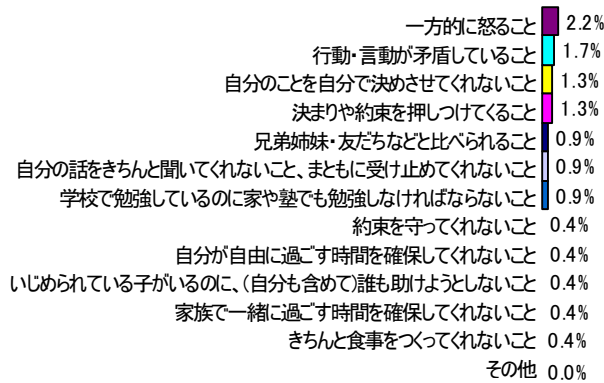 一方的に怒ること 2.2%
行動・言動が矛盾していること 1.7%
自分のことを自分で決めさせてくれないこと 1.3%
決まりや約束を押しつけてくること 1.3%
兄弟姉妹・友だちなどと比べられること 0.9%
自分の話をきちんと聞いてくれないこと、まともに受け止めてくれないこと 0.9%
学校で勉強しているのに家や塾でも勉強しなければならないこと 0.9%
約束を守ってくれないこと 0.4%
自分が自由に過ごす時間を確保してくれないこと 0.4%
いじめられている子がいるのに、(自分も含めて)誰も助けようとしないこと 0.4%
家族で一緒に過ごす時間を確保してくれないこと 0.4%
きちんと食事をつくってくれないこと 0.4%
その他 0.0%